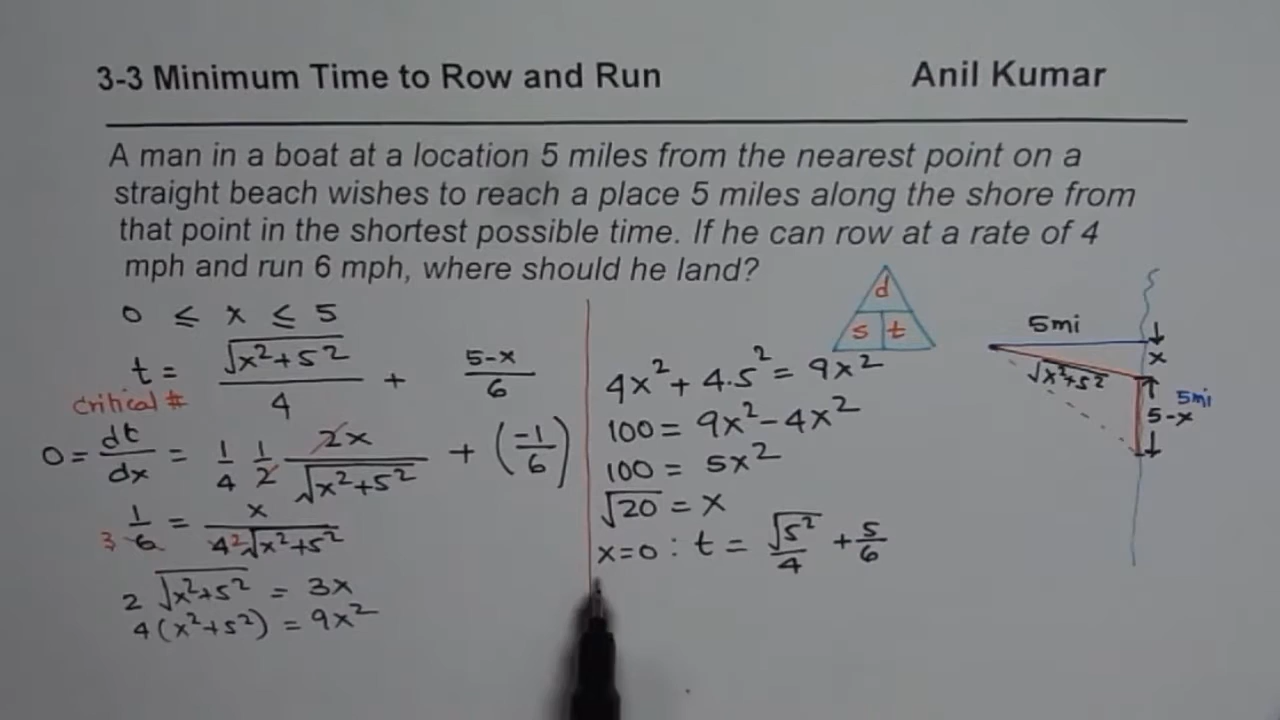 3-3 Minimum Time to Row and Run Anil Kumar
A man in a boat at a location 5 miles from the nearest point on a
straight beach wishes to reach a place 5 miles along the shore from
that point in the shortest possible time. If he can row at a rate of 4
mph and run 6 mph, where should he land?
0 ≤ x ≤ 5
t = √(x²+5²)/4 + (5-x)/6
Critical #
0 = dt/dx = 1/4 1/2 2x/√(x²+5²) + (-1/6)
3 1/6 = x/(4 2 √(x²+5²))
2 √(x²+5²) = 3x
4(x²+5²) = 9x²
4x² + 4.5² = 9x²
100 = 9x² - 4x²
100 = 5x²
√20 = x
x=0 : t = √5²/4 + 5/6
d
s t
5mi
x
√x²+5²
5mi
5-x